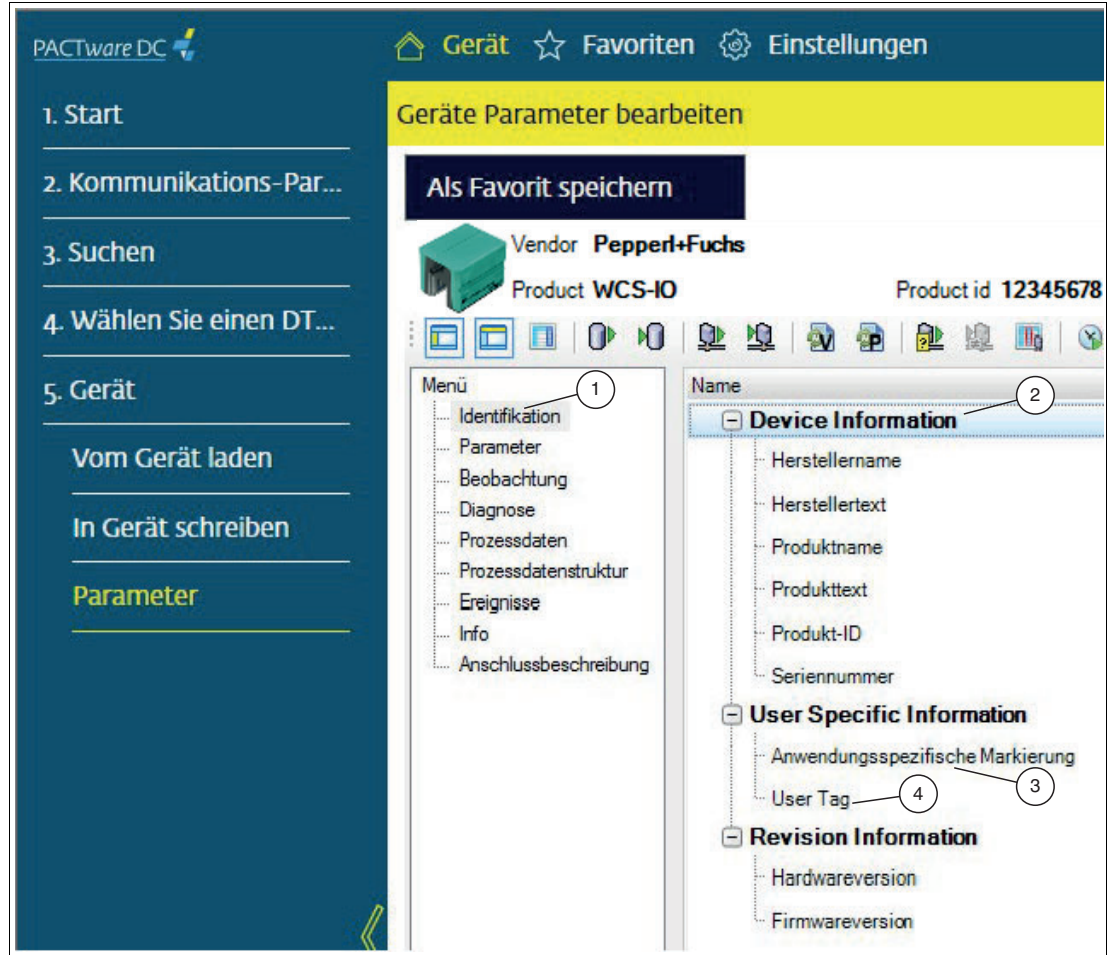 PACTware DC
Gerät Favoriten Einstellungen
1. Start
2. Kommunikations-Par...
3. Suchen
4. Wählen Sie einen DT...
5. Gerät
Vom Gerät laden
In Gerät schreiben
Parameter
Geräte Parameter bearbeiten
Als Favorit speichern
Vendor Pepperl+Fuchs
Product WCS-IO Product id 12345678
Menü
Identifikation
1
Parameter
Beobachtung
Diagnose
Prozessdaten
Prozessdatenstruktur
Ereignisse
Info
Anschlussbeschreibung
Name
Device Information
2
Herstellername
Herstellertext
Produktname
Produkttext
Produkt-ID
Seriennummer
User Specific Information
Anwendungsspezifische Markierung
3
User Tag
4
Revision Information
Hardwareversion
Firmwareversion